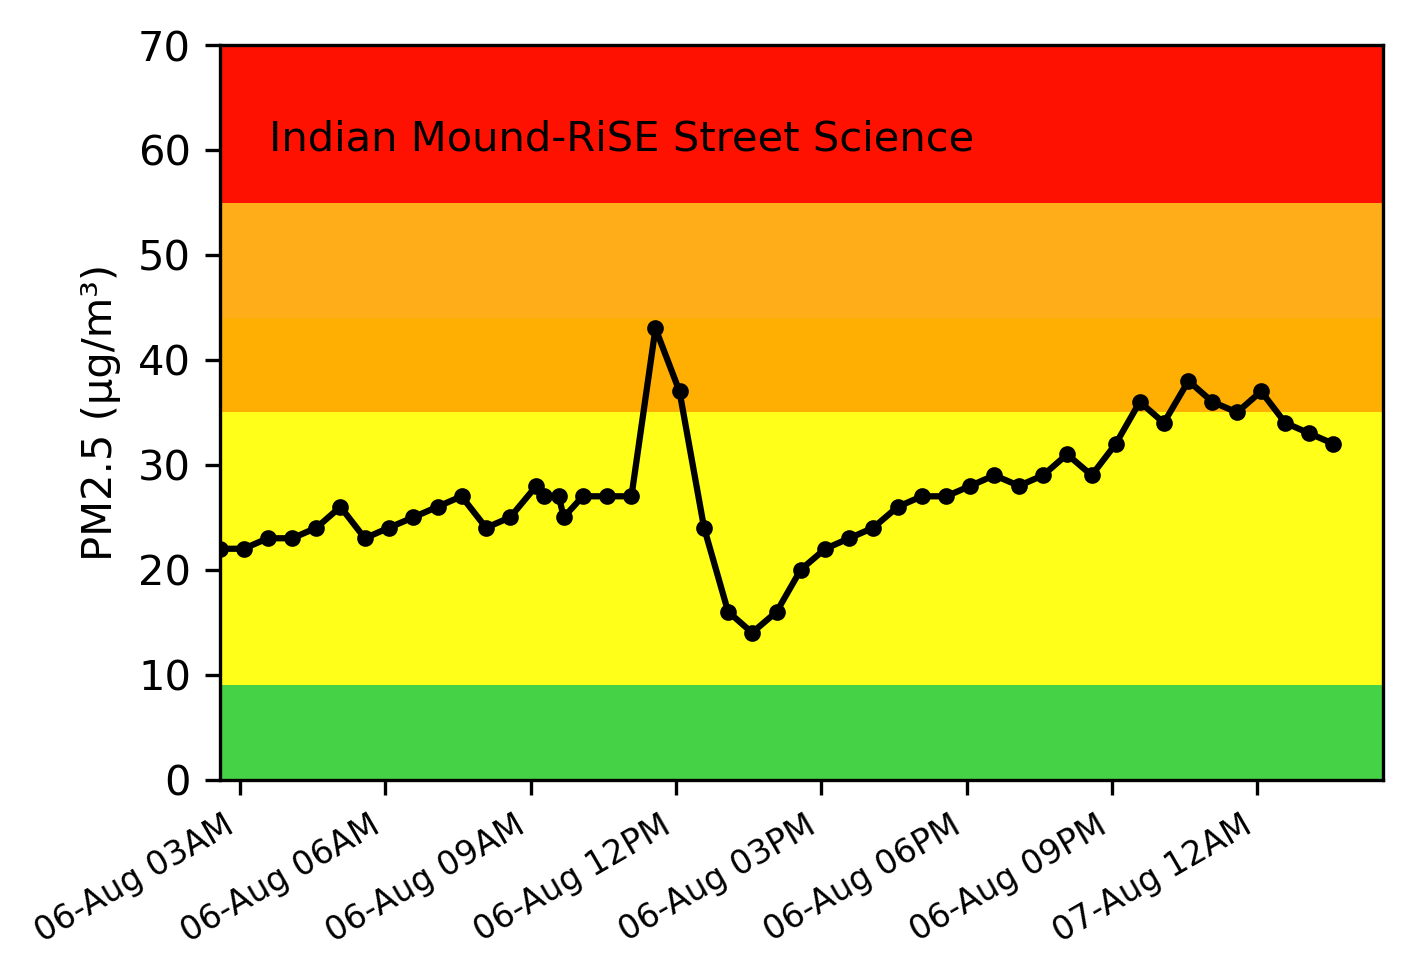 70
Indian Mound-RiSE Street Science
60
50
40
30
20
10
0
PM2.5 (μg/m³)
06-Aug 03AM
06-Aug 06AM
06-Aug 09AM
06-Aug 12PM
06-Aug 03PM
06-Aug 06PM
06-Aug 09PM
07-Aug 12AM